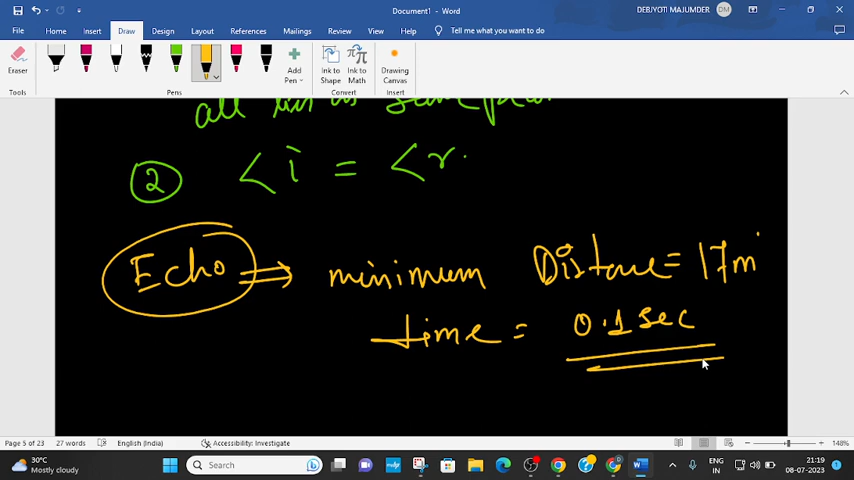 Document1 - Word
DEBJYOTI MAJUMDER
DM
File Home Insert Draw Design Layout References Mailings Review View Help Tell me what you want to do
Eraser
Add Pen
Ink to Shape
Ink to Math
Drawing Canvas
Tools Pens Convert Insert
all
② <i = <r.
Echo ⇒ minimum Distane = 17m
time = 0.1 sec
Page 5 of 23 27 words English (India) Accessibility: Investigate 148%
30°C
Mostly cloudy
Search
ENG
IN
21:19
08-07-2023